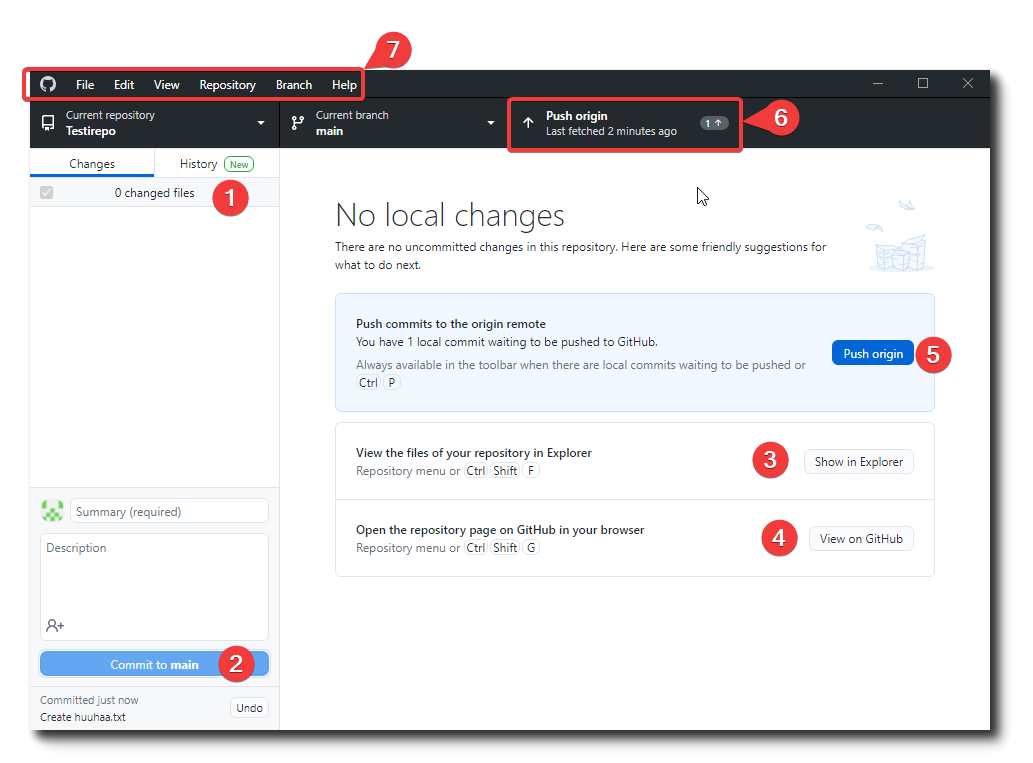 7
File Edit View Repository Branch Help
Current repository
Testirepo
Current branch
main
Push origin
Last fetched 2 minutes ago
1
6
Changes
History New
0 changed files
1
No local changes
There are no uncommitted changes in this repository. Here are some friendly suggestions for
what to do next.
Push commits to the origin remote
You have 1 local commit waiting to be pushed to GitHub.
Always available in the toolbar when there are local commits waiting to be pushed or
Ctrl P
Push origin
5
View the files of your repository in Explorer
Repository menu or Ctrl Shift F
3
Show in Explorer
Open the repository page on GitHub in your browser
Repository menu or Ctrl Shift G
4
View on GitHub
Summary (required)
Description
Commit to main
2
Committed just now
Create huuhaa.txt
Undo